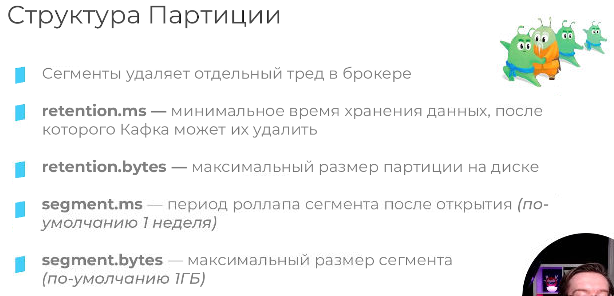 Структура Партиции
Сегменты удаляет отдельный тред в брокере
retention.ms — минимальное время хранения данных, после
которого Кафка может их удалить
retention.bytes — максимальный размер партиции на диске
segment.ms — период роллапа сегмента после открытия (по-
умолчанию 1 неделя)
segment.bytes — максимальный размер сегмента
(по-умолчанию 1ГБ)